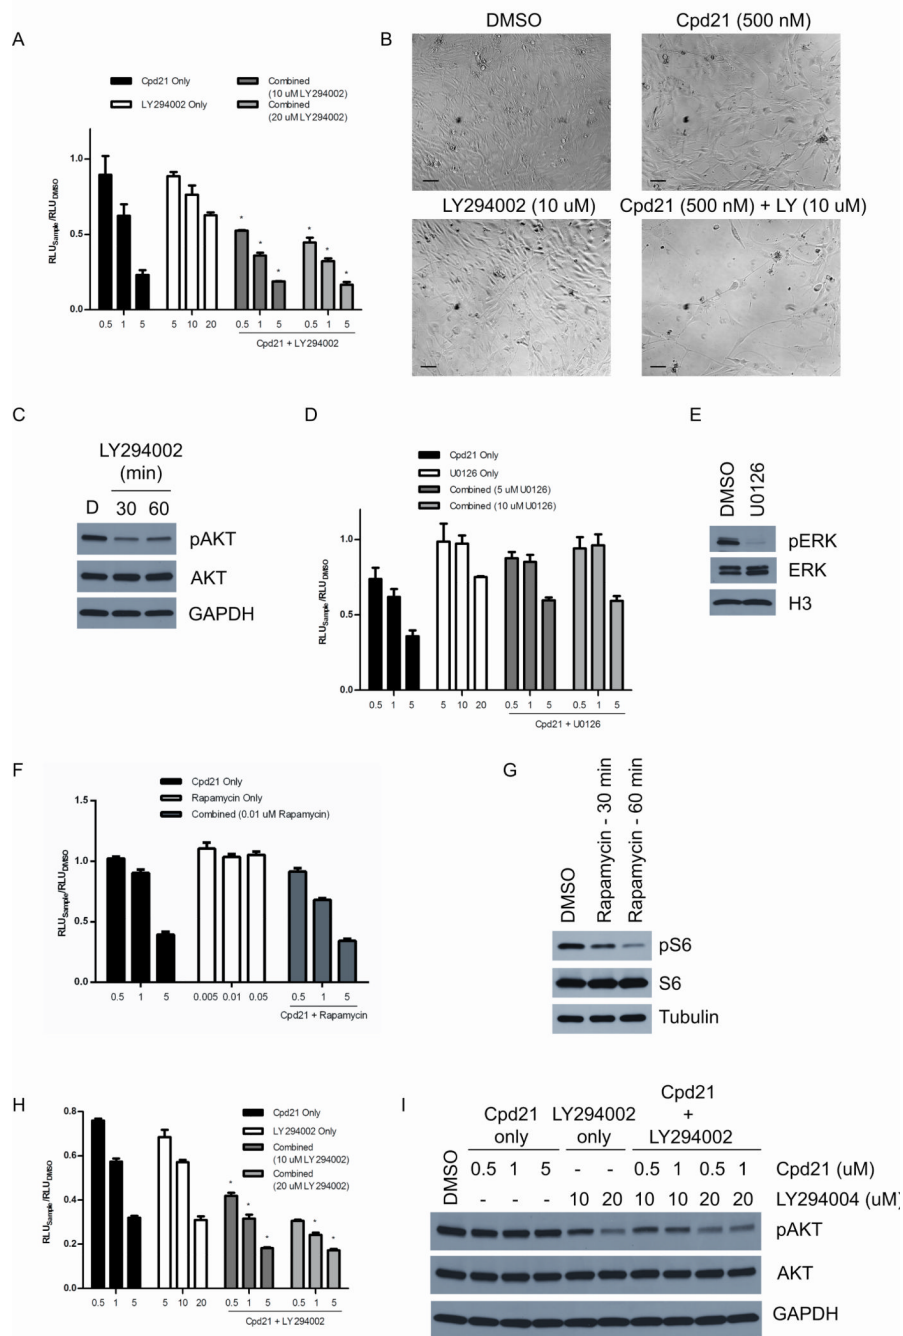 A
Cpd21 Only
LY294002 Only
Combined
(10 uM LY294002)
Combined
(20 uM LY294002)
RLUSample/RLUDMSO
1.0
0.5
0.0
* * * * * *
0.5 1 5 5 10 20 0.5 1 5 0.5 1 5
Cpd21 + LY294002
B
DMSO
Cpd21 (500 nM)
LY294002 (10 uM)
Cpd21 (500 nM) + LY (10 uM)
C
LY294002
(min)
D 30 60
pAKT
AKT
GAPDH
D
Cpd21 Only
U0126 Only
Combined (5 uM U0126)
Combined (10 uM U0126)
RLUSample/RLUDMSO
1.0
0.5
0.0
0.5 1 5 5 10 20 0.5 1 5 0.5 1 5
Cpd21 + U0126
E
DMSO
U0126
pERK
ERK
H3
F
Cpd21 Only
Rapamycin Only
Combined (0.01 uM Rapamycin)
RLUSample/RLUDMSO
1.5
1.0
0.5
0.0
0.5 1 5 0.005 0.01 0.05 0.5 1 5
Cpd21 + Rapamycin
G
DMSO
Rapamycin - 30 min
Rapamycin - 60 min
pS6
S6
Tubulin
H
Cpd21 Only
LY294002 Only
Combined
(10 uM LY294002)
Combined
(20 uM LY294002)
RLUSample/RLUDMSO
0.8
0.6
0.4
0.2
0.0
* * * * *
0.5 1 5 5 10 20 0.5 1 5 0.5 1 5
Cpd21 + LY294002
I
DMSO
Cpd21
only
LY294002
only
Cpd21
+
LY294002
0.5 1 5 - - 0.5 1 0.5 1 Cpd21 (uM)
- - - 10 20 10 10 20 20 LY294004 (uM)
pAKT
AKT
GAPDH